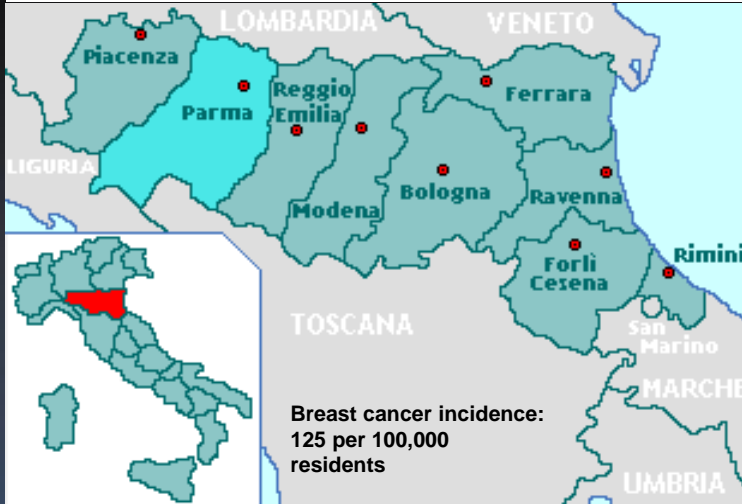 LOMBARDIA
VENETO
Piacenza
Parma
Reggio
Emilia
Ferrara
LIGURIA
Modena
Bologna
Ravenna
Forlì
Cesena
Rimini
TOSCANA
San
Marino
MARCHE
UMBRIA
Breast cancer incidence:
125 per 100,000
residents